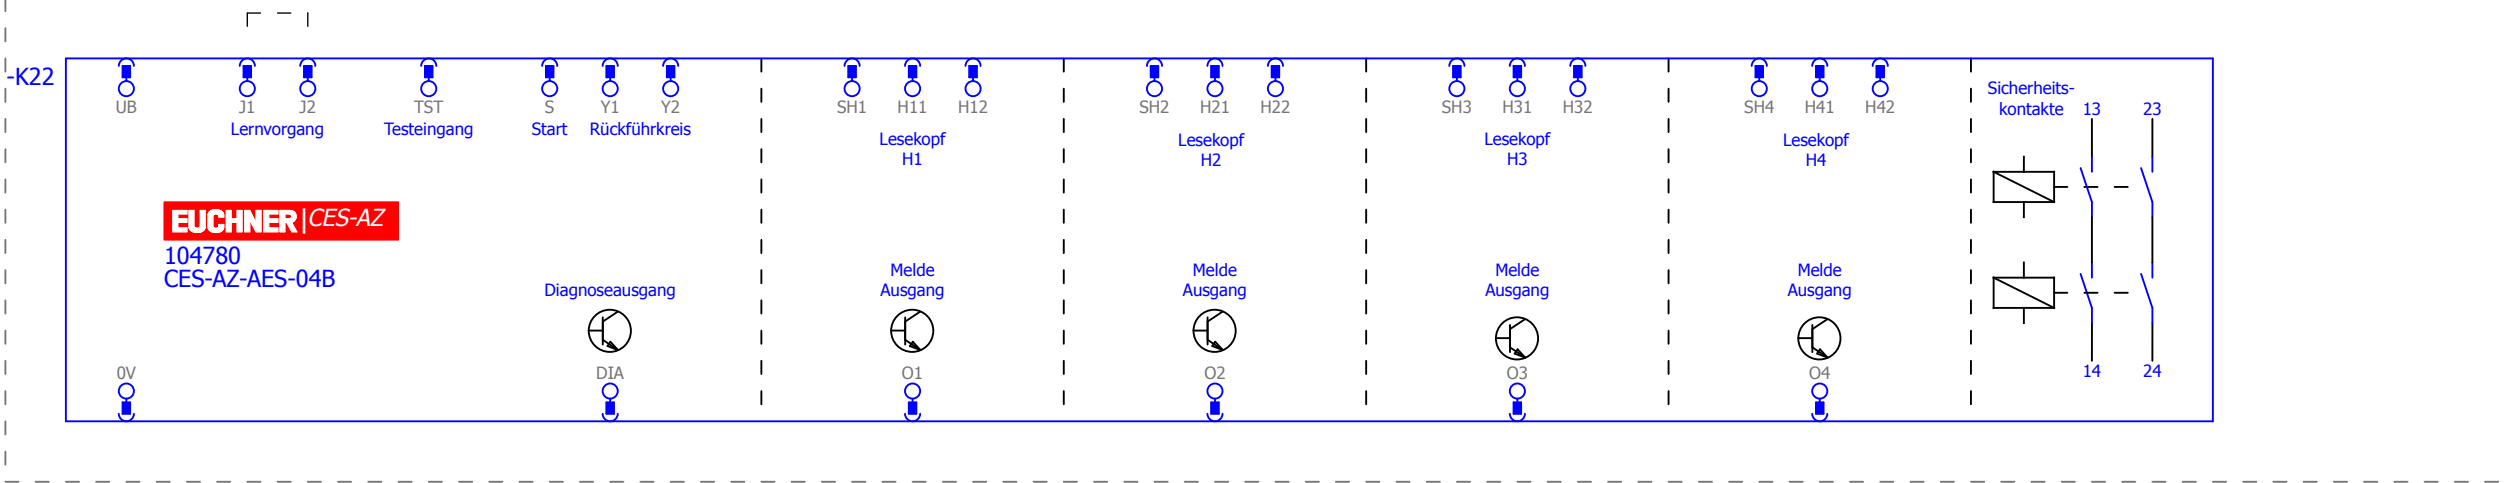 -K22
UB J1 J2 TST S Y1 Y2 SH1 H11 H12 SH2 H21 H22 SH3 H31 H32 SH4 H41 H42
Sicherheits-
kontakte 13 23
Lernvorgang Testeingang Start Rückführkreis
Lesekopf Lesekopf Lesekopf Lesekopf
H1 H2 H3 H4
EUCHNER CES-AZ
104780
CES-AZ-AES-04B
Melde Melde Melde Melde
Diagnoseausgang Ausgang Ausgang Ausgang Ausgang
0V DIA O1 O2 O3 O4 14 24